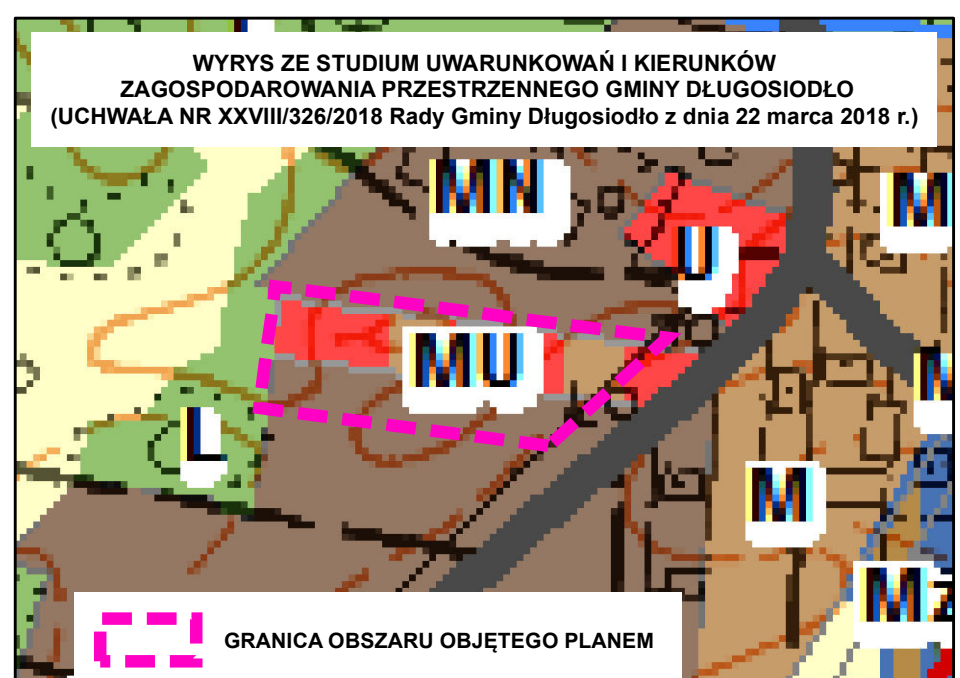 WYRYS ZE STUDIUM UWARUNKOWAŃ I KIERUNKÓW
ZAGOSPODAROWANIA PRZESTRZENNEGO GMINY DŁUGOSIODŁO
(UCHWAŁA NR XXVIII/326/2018 Rady Gminy Długosiodło z dnia 22 marca 2018 r.)
MN
M
U
MU
M
L
M
MZ
GRANICA OBSZARU OBJĘTEGO PLANEM